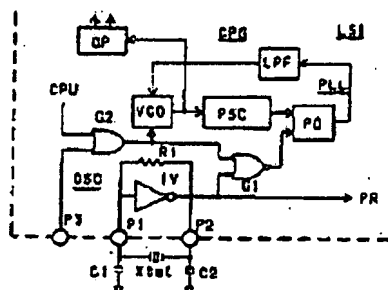 CPG
LSI
DP
LPF
CPU
PLL
VCO
PSC
PD
G2
R1
OSC
IV
G1
P3
P1
P2
PR
C1
Xtal
C2